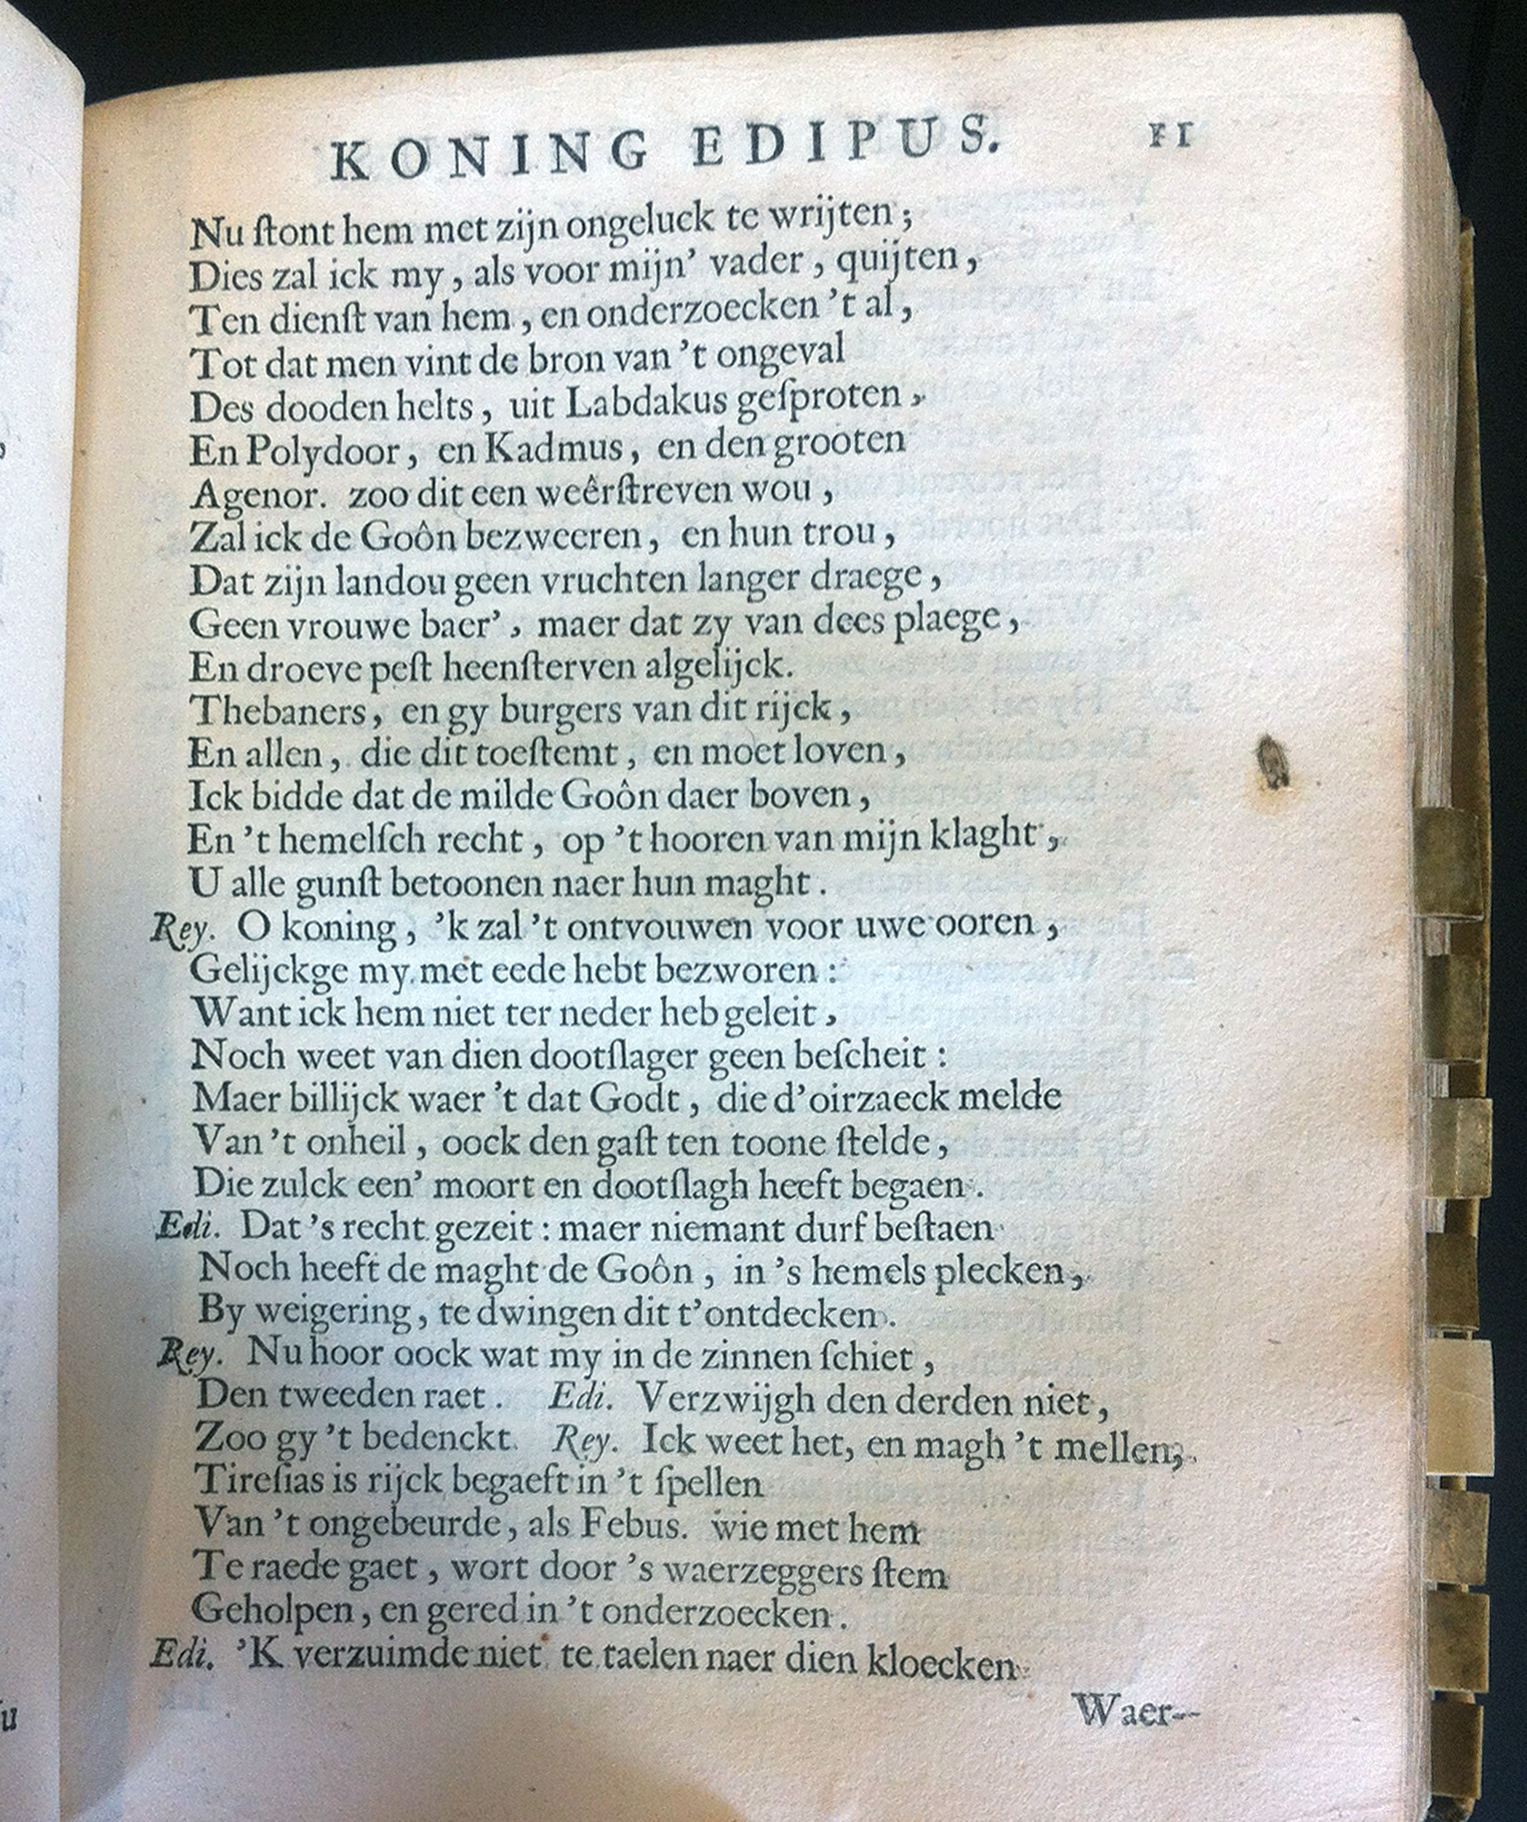 KONING EDIPUS. 11
Nu ſtont hem met zijn ongeluck te wrijten;
Dies zal ick my, als voor mijn' vader, quijten,
Ten dienſt van hem, en onderzoecken 't al,
Tot dat men vint de bron van 't ongeval
Des dooden helts, uit Labdakus geſproten,
En Polydoor, en Kadmus, en den grooten
Agenor. zoo dit een weêrſtreven wou,
Zal ick de Goôn bezweeren, en hun trou,
Dat zijn landou geen vruchten langer draege,
Geen vrouwe baer', maer dat zy van dees plaege,
En droeve peſt heenſterven algelijck.
Thebaners, en gy burgers van dit rijck,
En allen, die dit toeſtemt, en moet loven,
Ick bidde dat de milde Goôn daer boven,
En 't hemelſch recht, op 't hooren van mijn klaght,
U alle gunſt betoonen naer hun maght.
Rey. O koning, 'k zal 't ontvouwen voor uwe ooren,
Gelijckge my met eede hebt bezworen:
Want ick hem niet ter neder heb geleit,
Noch weet van dien dootſlager geen beſcheit:
Maer billijck waer 't dat Godt, die d'oirzaeck melde
Van 't onheil, oock den gaſt ten toone ſtelde,
Die zulck een' moort en dootſlagh heeft begaen.
Edi. Dat 's recht gezeit: maer niemant durf beſtaen
Noch heeft de maght de Goôn, in 's hemels plecken,
By weigering, te dwingen dit t'ontdecken.
Rey. Nu hoor oock wat my in de zinnen ſchiet,
Den tweeden raet. Edi. Verzwijgh den derden niet,
Zoo gy 't bedenckt. Rey. Ick weet het, en magh 't mellen;
Tireſias is rijck begaeft in 't ſpellen
Van 't ongebeurde, als Febus. wie met hem
Te raede gaet, wort door 's waerzeggers ſtem
Geholpen, en gered in 't onderzoecken.
Edi. 'K verzuimde niet te taelen naer dien kloecken
Waer--